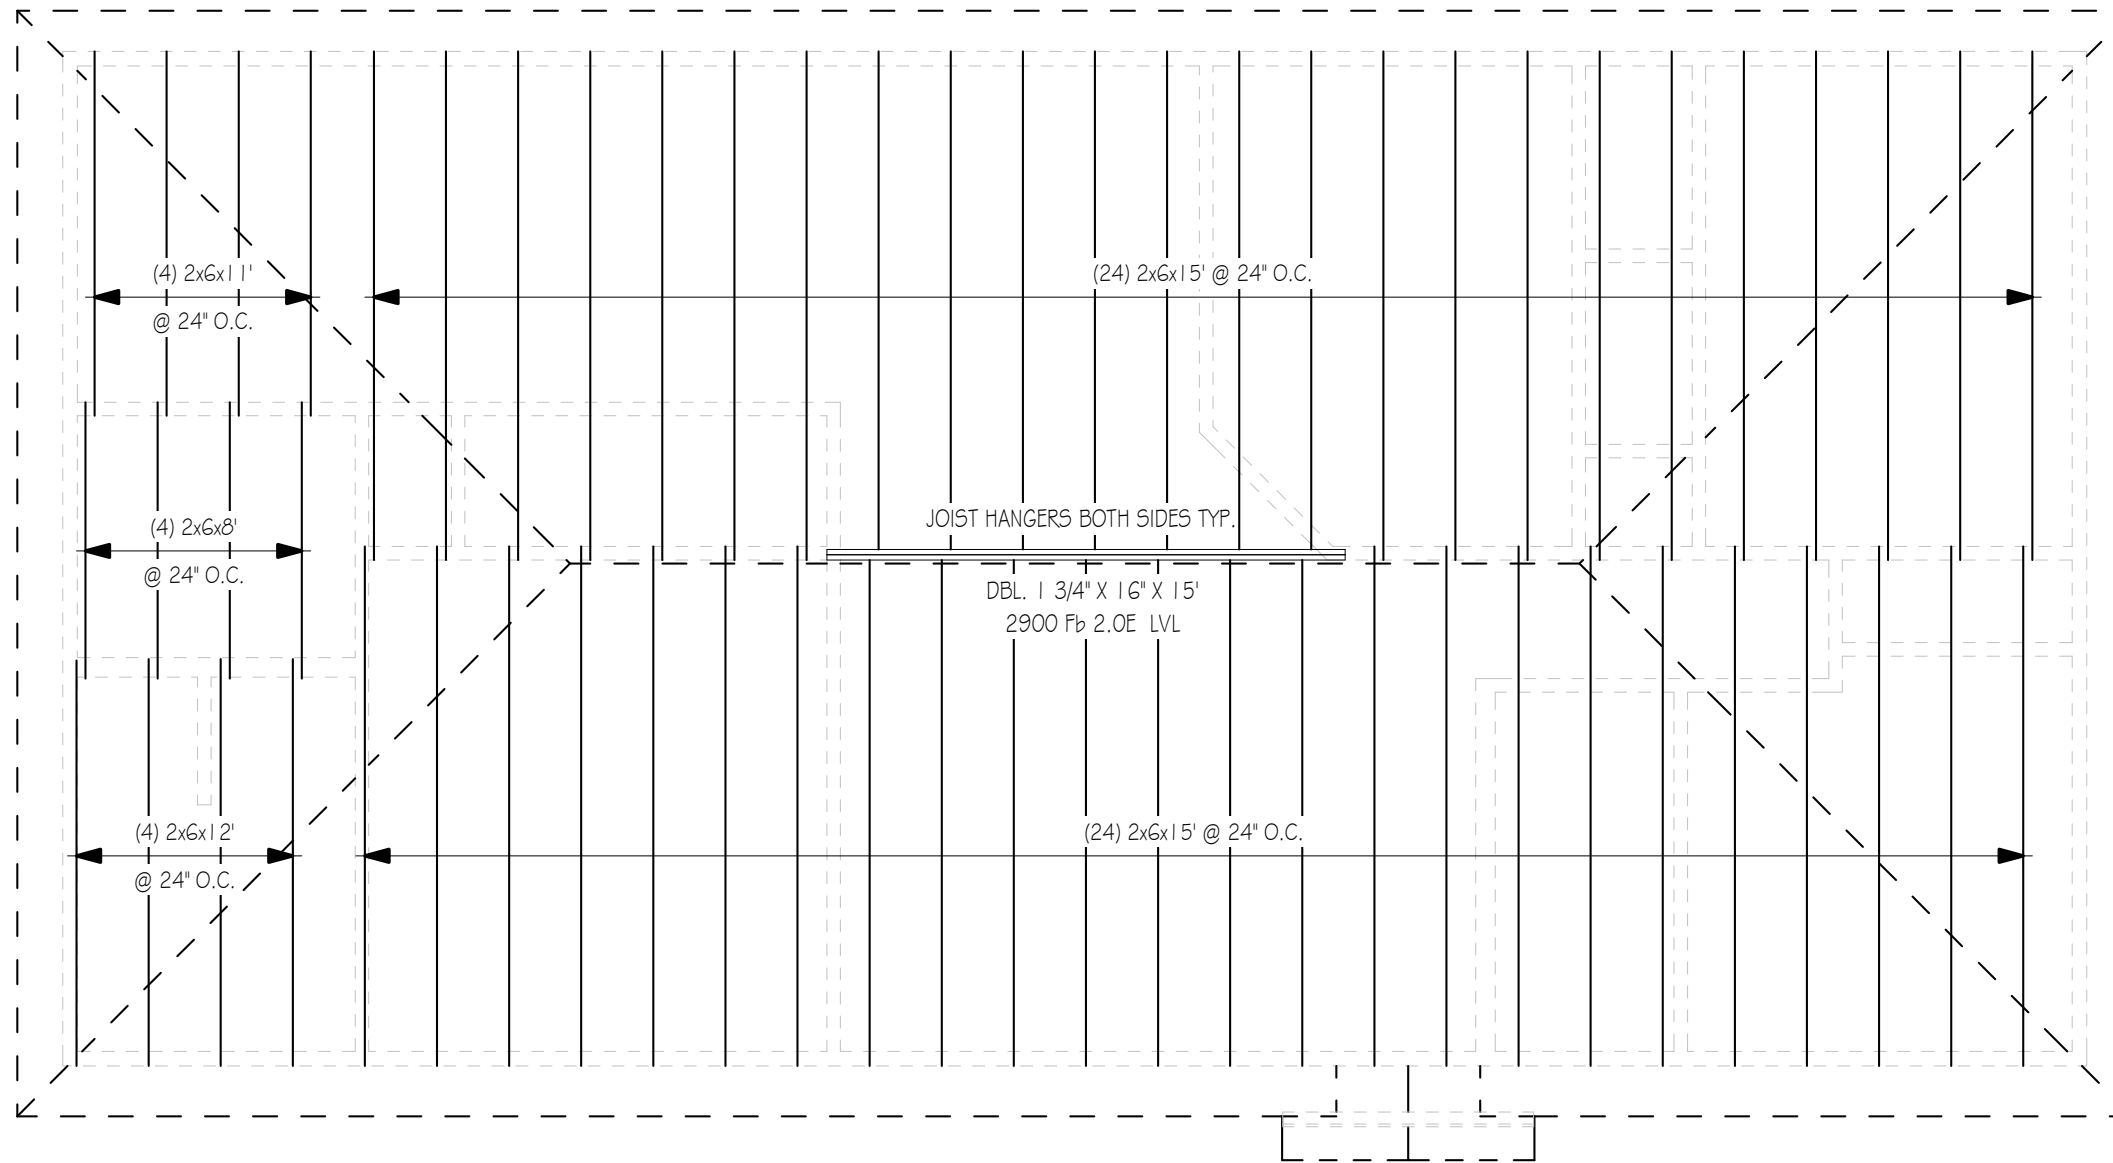 (4) 2x6x11'
@ 24" O.C.
(24) 2x6x15' @ 24" O.C.
(4) 2x6x8'
@ 24" O.C.
JOIST HANGERS BOTH SIDES TYP.
DBL. 1 3/4" X 16" X 15'
2900 Fb 2.0E LVL
(4) 2x6x12'
@ 24" O.C.
(24) 2x6x15' @ 24" O.C.